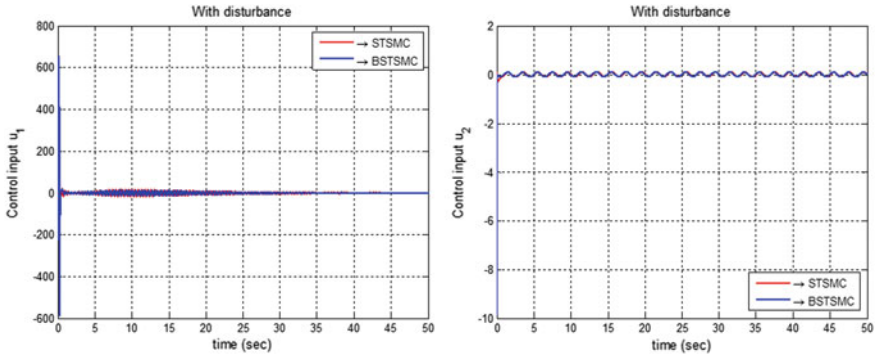 With disturbance
800
600
400
200
0
-200
-400
-600
Control input u1
→ STSMC
→ BSTSMC
0 5 10 15 20 25 30 35 40 45 50
time (sec)
With disturbance
2
0
-2
-4
-6
-8
-10
Control input u2
→ STSMC
→ BSTSMC
0 5 10 15 20 25 30 35 40 45 50
time (sec)